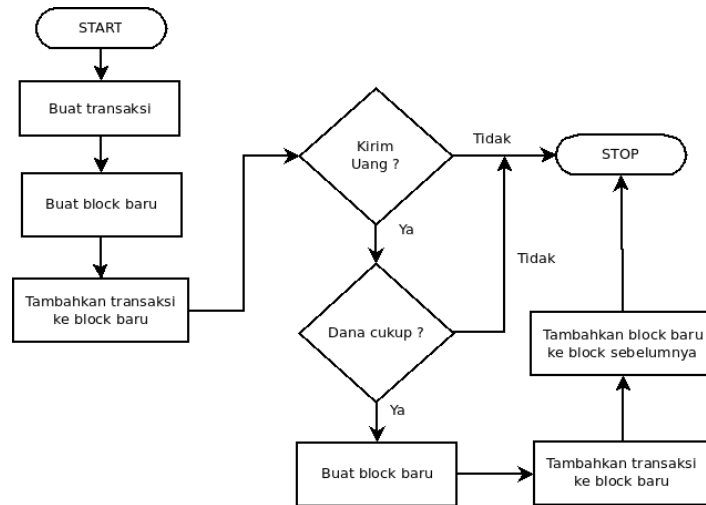 START
Buat transaksi
Buat block baru
Tambahkan transaksi
ke block baru
Kirim
Uang ?
Tidak
STOP
Ya
Tidak
Dana cukup ?
Ya
Buat block baru
Tambahkan transaksi
ke block baru
Tambahkan block baru
ke block sebelumnya